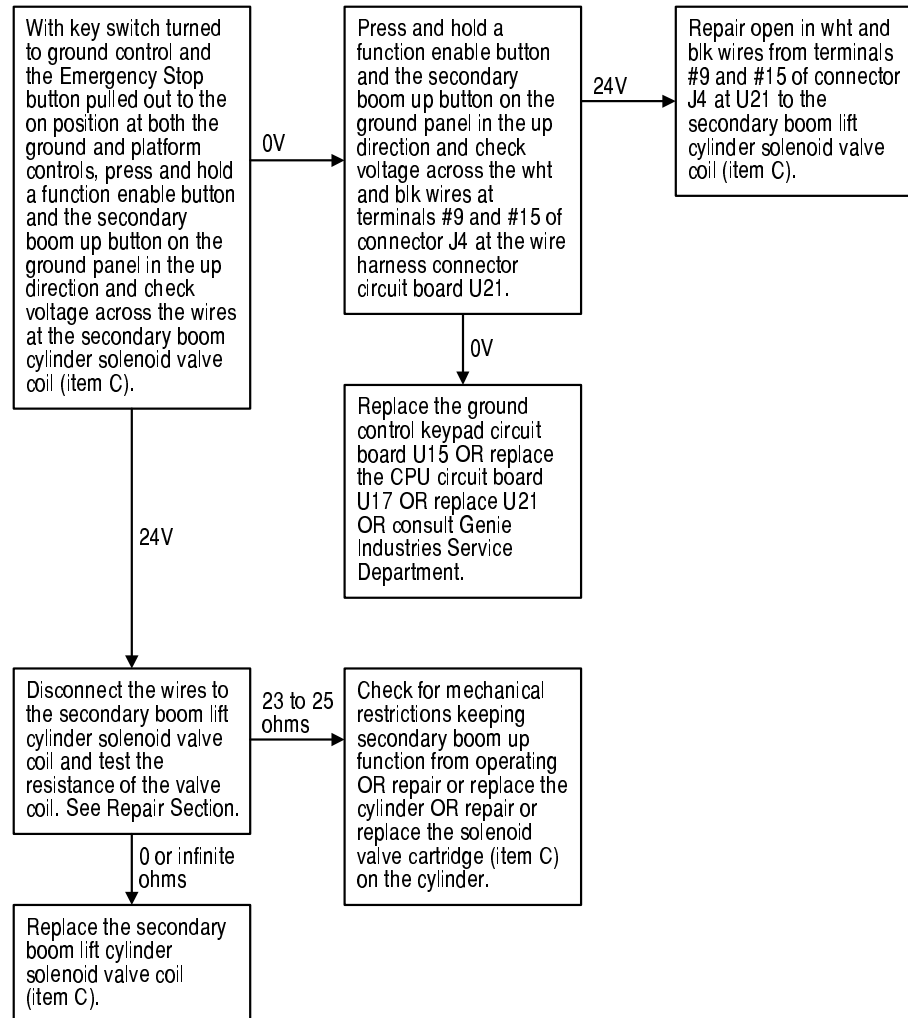 With key switch turned
to ground control and
the Emergency Stop
button pulled out to the
on position at both the
ground and platform
controls, press and hold
a function enable button
and the secondary
boom up button on the
ground panel in the up
direction and check
voltage across the wires
at the secondary boom
cylinder solenoid valve
coil (item C).
0V
Press and hold a
function enable button
and the secondary
boom up button on the
ground panel in the up
direction and check
voltage across the wht
and blk wires at
terminals #9 and #15 of
connector J4 at the wire
harness connector
circuit board U21.
24V
Repair open in wht and
blk wires from terminals
#9 and #15 of connector
J4 at U21 to the
secondary boom lift
cylinder solenoid valve
coil (item C).
0V
Replace the ground
control keypad circuit
board U15 OR replace
the CPU circuit board
U17 OR replace U21
OR consult Genie
Industries Service
Department.
24V
Disconnect the wires to
the secondary boom lift
cylinder solenoid valve
coil and test the
resistance of the valve
coil. See Repair Section.
23 to 25
ohms
Check for mechanical
restrictions keeping
secondary boom up
function from operating
OR repair or replace the
cylinder OR repair or
replace the solenoid
valve cartridge (item C)
on the cylinder.
0 or infinite
ohms
Replace the secondary
boom lift cylinder
solenoid valve coil
(item C).